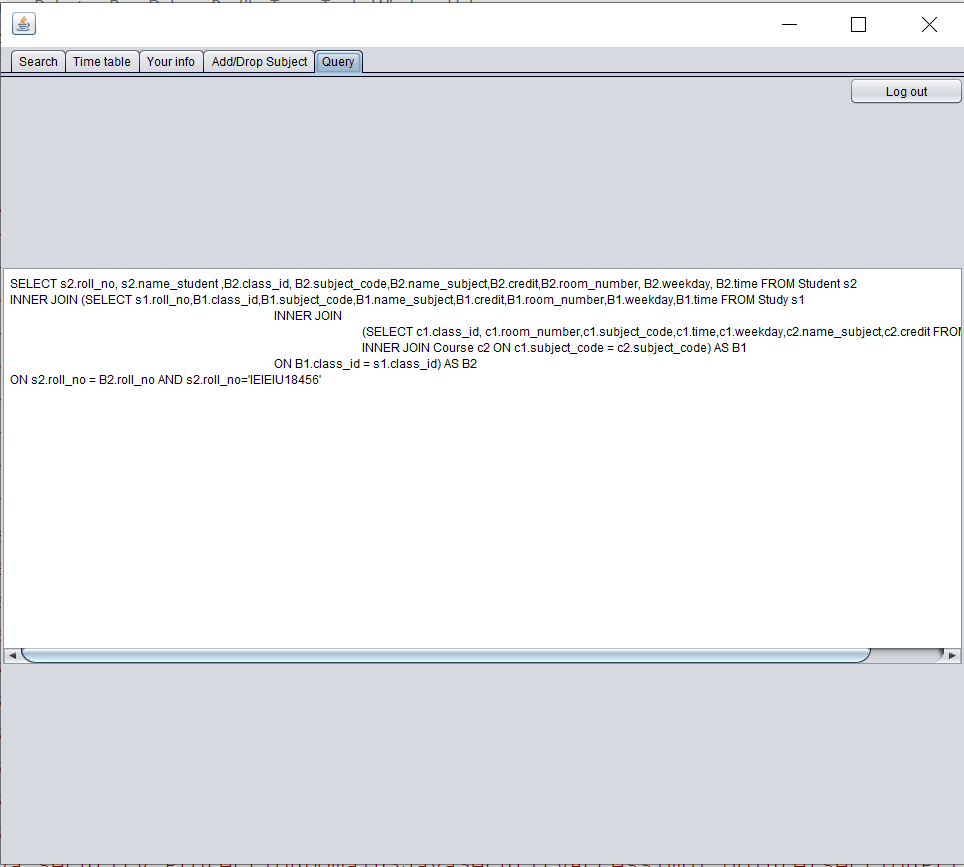 Search Time table Your info Add/Drop Subject Query
Log out
SELECT s2.roll_no, s2.name_student ,B2.class_id, B2.subject_code,B2.name_subject,B2.credit,B2.room_number, B2.weekday, B2.time FROM Student s2
INNER JOIN (SELECT s1.roll_no,B1.class_id,B1.subject_code,B1.name_subject,B1.credit,B1.room_number,B1.weekday,B1.time FROM Study s1
INNER JOIN
(SELECT c1.class_id, c1.room_number,c1.subject_code,c1.time,c1.weekday,c2.name_subject,c2.credit FROM
INNER JOIN Course c2 ON c1.subject_code = c2.subject_code) AS B1
ON B1.class_id = s1.class_id) AS B2
ON s2.roll_no = B2.roll_no AND s2.roll_no='IEIEIU18456'